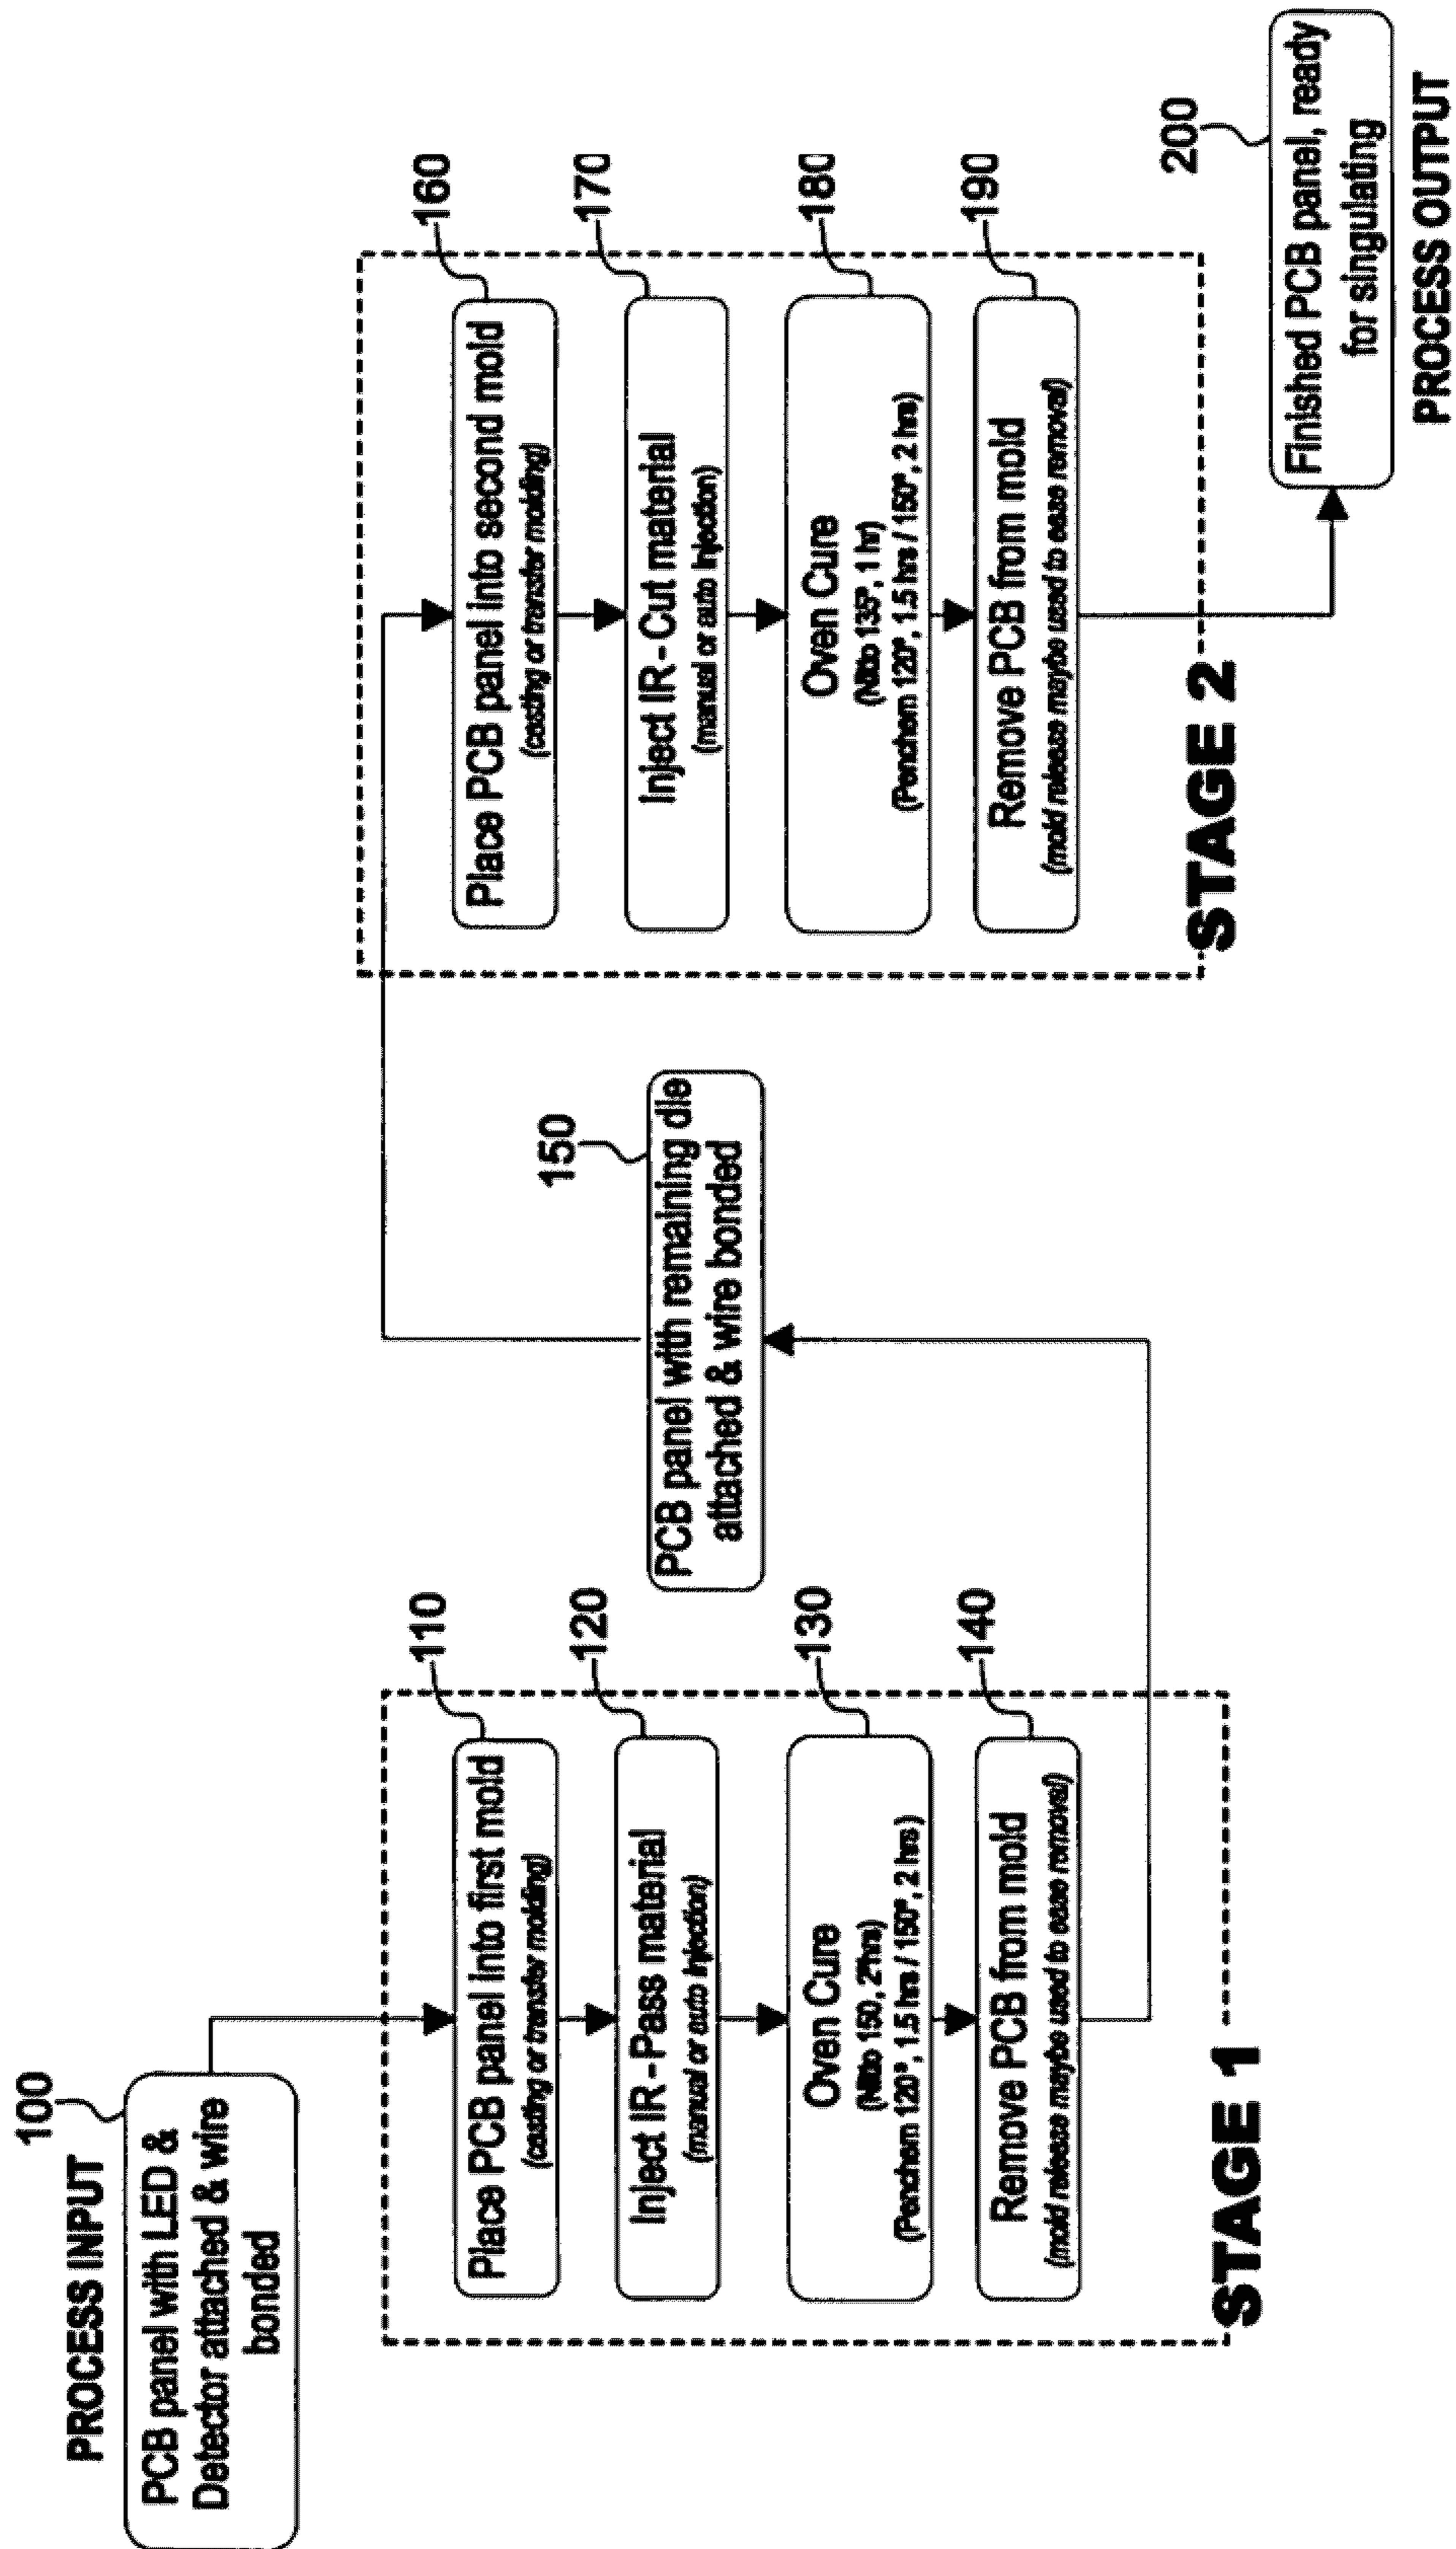 100
PROCESS INPUT
PCB panel with LED &
Detector attached & wire
bonded
110
Place PCB panel into first mold
(casting or transfer molding)
120
Inject IR - Pass material
(manual or auto injection)
130
Oven Cure
(Nitto 150, 2°hrs)
(Penchem 120°, 1.5 hrs / 150°, 2 hrs)
140
Remove PCB from mold
(mold release maybe used to ease removal)
STAGE 1
150
PCB panel with remaining die
attached & wire bonded
160
Place PCB panel into second mold
(casting or transfer molding)
170
Inject IR - Cut material
(manual or auto injection)
180
Oven Cure
(Nitto 135°, 1 hr)
(Penchem 120°, 1.5 hrs / 150°, 2 hrs)
190
Remove PCB from mold
(mold release maybe used to ease removal)
STAGE 2
200
Finished PCB panel, ready
for singulating
PROCESS OUTPUT